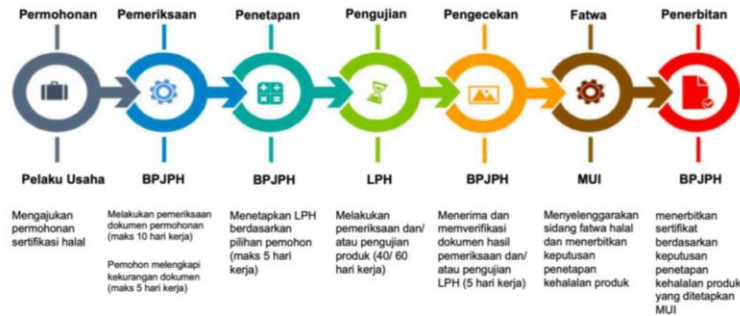 Permohonan
Pemeriksaan
Penetapan
Pengujian
Pengecekan
Fatwa
Penerbitan
Pelaku Usaha
BPJPH
BPJPH
LPH
BPJPH
MUI
BPJPH
Mengajukan
permohonan
sertifikasi halal
Melakukan pemeriksaan
dokumen permohonan
(maks 10 hari kerja)
Pemohon melengkapi
kekurangan dokumen
(maks 5 hari kerja)
Menetapkan LPH
berdasarkan
pilihan pemohon
(maks 5 hari
kerja)
Melakukan
pemeriksaan dan/
atau pengujian
produk (40/ 60
hari kerja)
Menerima dan
memverifikasi
dokumen hasil
pemeriksaan dan/
atau pengujian
LPH (5 hari kerja)
Menyelenggarakan
sidang fatwa halal
dan menerbitkan
keputusan
penetapan
kehalalan produk
menerbitkan
sertifikat
berdasarkan
keputusan
penetapan
kehalalan produk
yang ditetapkan
MUI